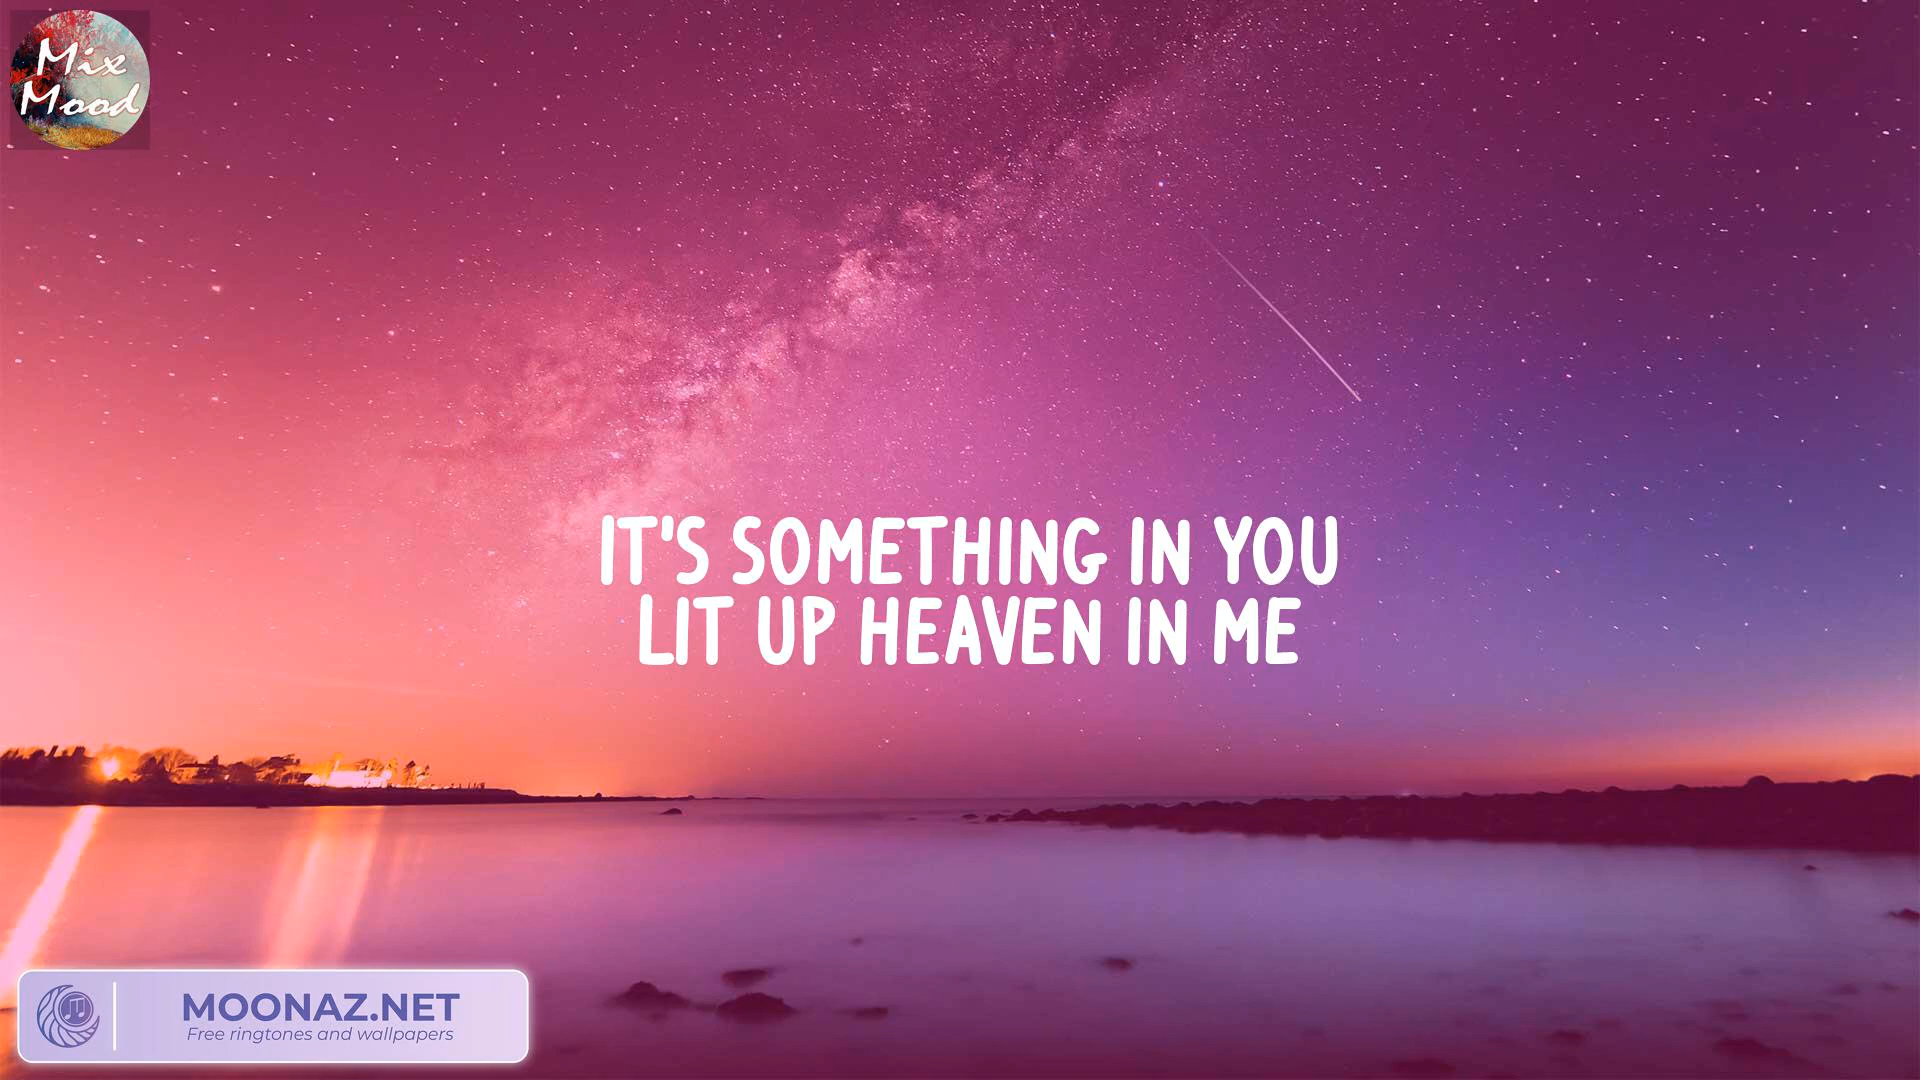 Mix
Mood
IT'S SOMETHING IN YOU
LIT UP HEAVEN IN ME
MOONAZ.NET
Free ringtones and wallpapers